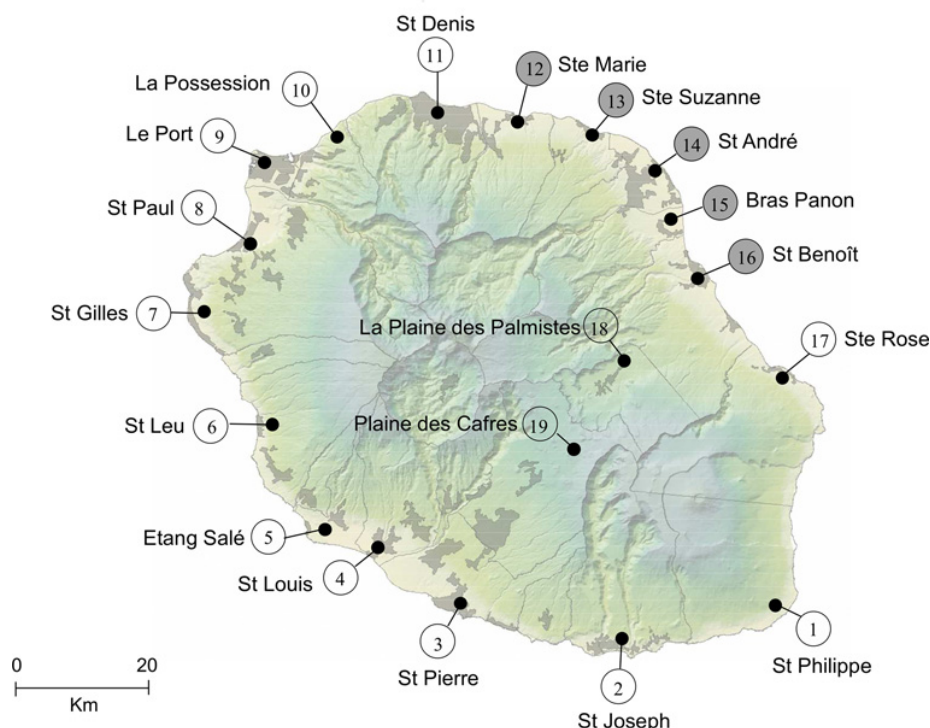 St Denis
11
12 Ste Marie
La Possession 10
13 Ste Suzanne
Le Port 9
14 St André
St Paul 8
15 Bras Panon
16 St Benoît
St Gilles 7
La Plaine des Palmistes 18
17 Ste Rose
St Leu 6
Plaine des Cafres 19
Etang Salé 5
St Louis 4
3
St Pierre
2
St Joseph
1
St Philippe
0 20
Km